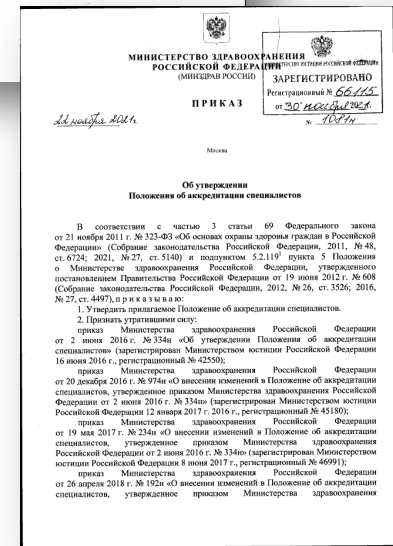 МИНИСТЕРСТВО ЗДРАВООХРАНЕНИЯ
РОССИЙСКОЙ ФЕДЕРАЦИИ
(МИНЗДРАВ РОССИИ)
МИНИСТЕРСТВО ЮСТИЦИИ РОССИЙСКОЙ ФЕДЕРАЦИИ
ЗАРЕГИСТРИРОВАНО
Регистрационный № 66115
от 30 ноября 2021.
ПРИКАЗ
22 ноября 2021г.
№ 1081н
Москва
Об утверждении
Положения об аккредитации специалистов
В соответствии с частью 3 статьи 69 Федерального закона
от 21 ноября 2011 г. № 323-ФЗ «Об основах охраны здоровья граждан в Российской
Федерации» (Собрание законодательства Российской Федерации, 2011, № 48,
ст. 6724; 2021, № 27, ст. 5140) и подпунктом 5.2.119¹ пункта 5 Положения
о Министерстве здравоохранения Российской Федерации, утвержденного
постановлением Правительства Российской Федерации от 19 июня 2012 г. № 608
(Собрание законодательства Российской Федерации, 2012, № 26, ст. 3526; 2016,
№ 27, ст. 4497), п р и к а з ы в а ю:
1. Утвердить прилагаемое Положение об аккредитации специалистов.
2. Признать утратившими силу:
приказ Министерства здравоохранения Российской Федерации
от 2 июня 2016 г. № 334н «Об утверждении Положения об аккредитации
специалистов» (зарегистрирован Министерством юстиции Российской Федерации
16 июня 2016 г., регистрационный № 42550);
приказ Министерства здравоохранения Российской Федерации
от 20 декабря 2016 г. № 974н «О внесении изменений в Положение об аккредитации
специалистов, утвержденное приказом Министерства здравоохранения Российской
Федерации от 2 июня 2016 г. № 334н» (зарегистрирован Министерством юстиции
Российской Федерации 12 января 2017 г. 2016 г., регистрационный № 45180);
приказ Министерства здравоохранения Российской Федерации
от 19 мая 2017 г. № 234н «О внесении изменений в Положение об аккредитации
специалистов, утвержденное приказом Министерства здравоохранения
Российской Федерации от 2 июня 2016 г. № 334н» (зарегистрирован Министерством
юстиции Российской Федерации 8 июня 2017 г., регистрационный № 46991);
приказ Министерства здравоохранения Российской Федерации
от 26 апреля 2018 г. № 192н «О внесении изменений в Положение об аккредитации
специалистов, утвержденное приказом Министерства здравоохранения